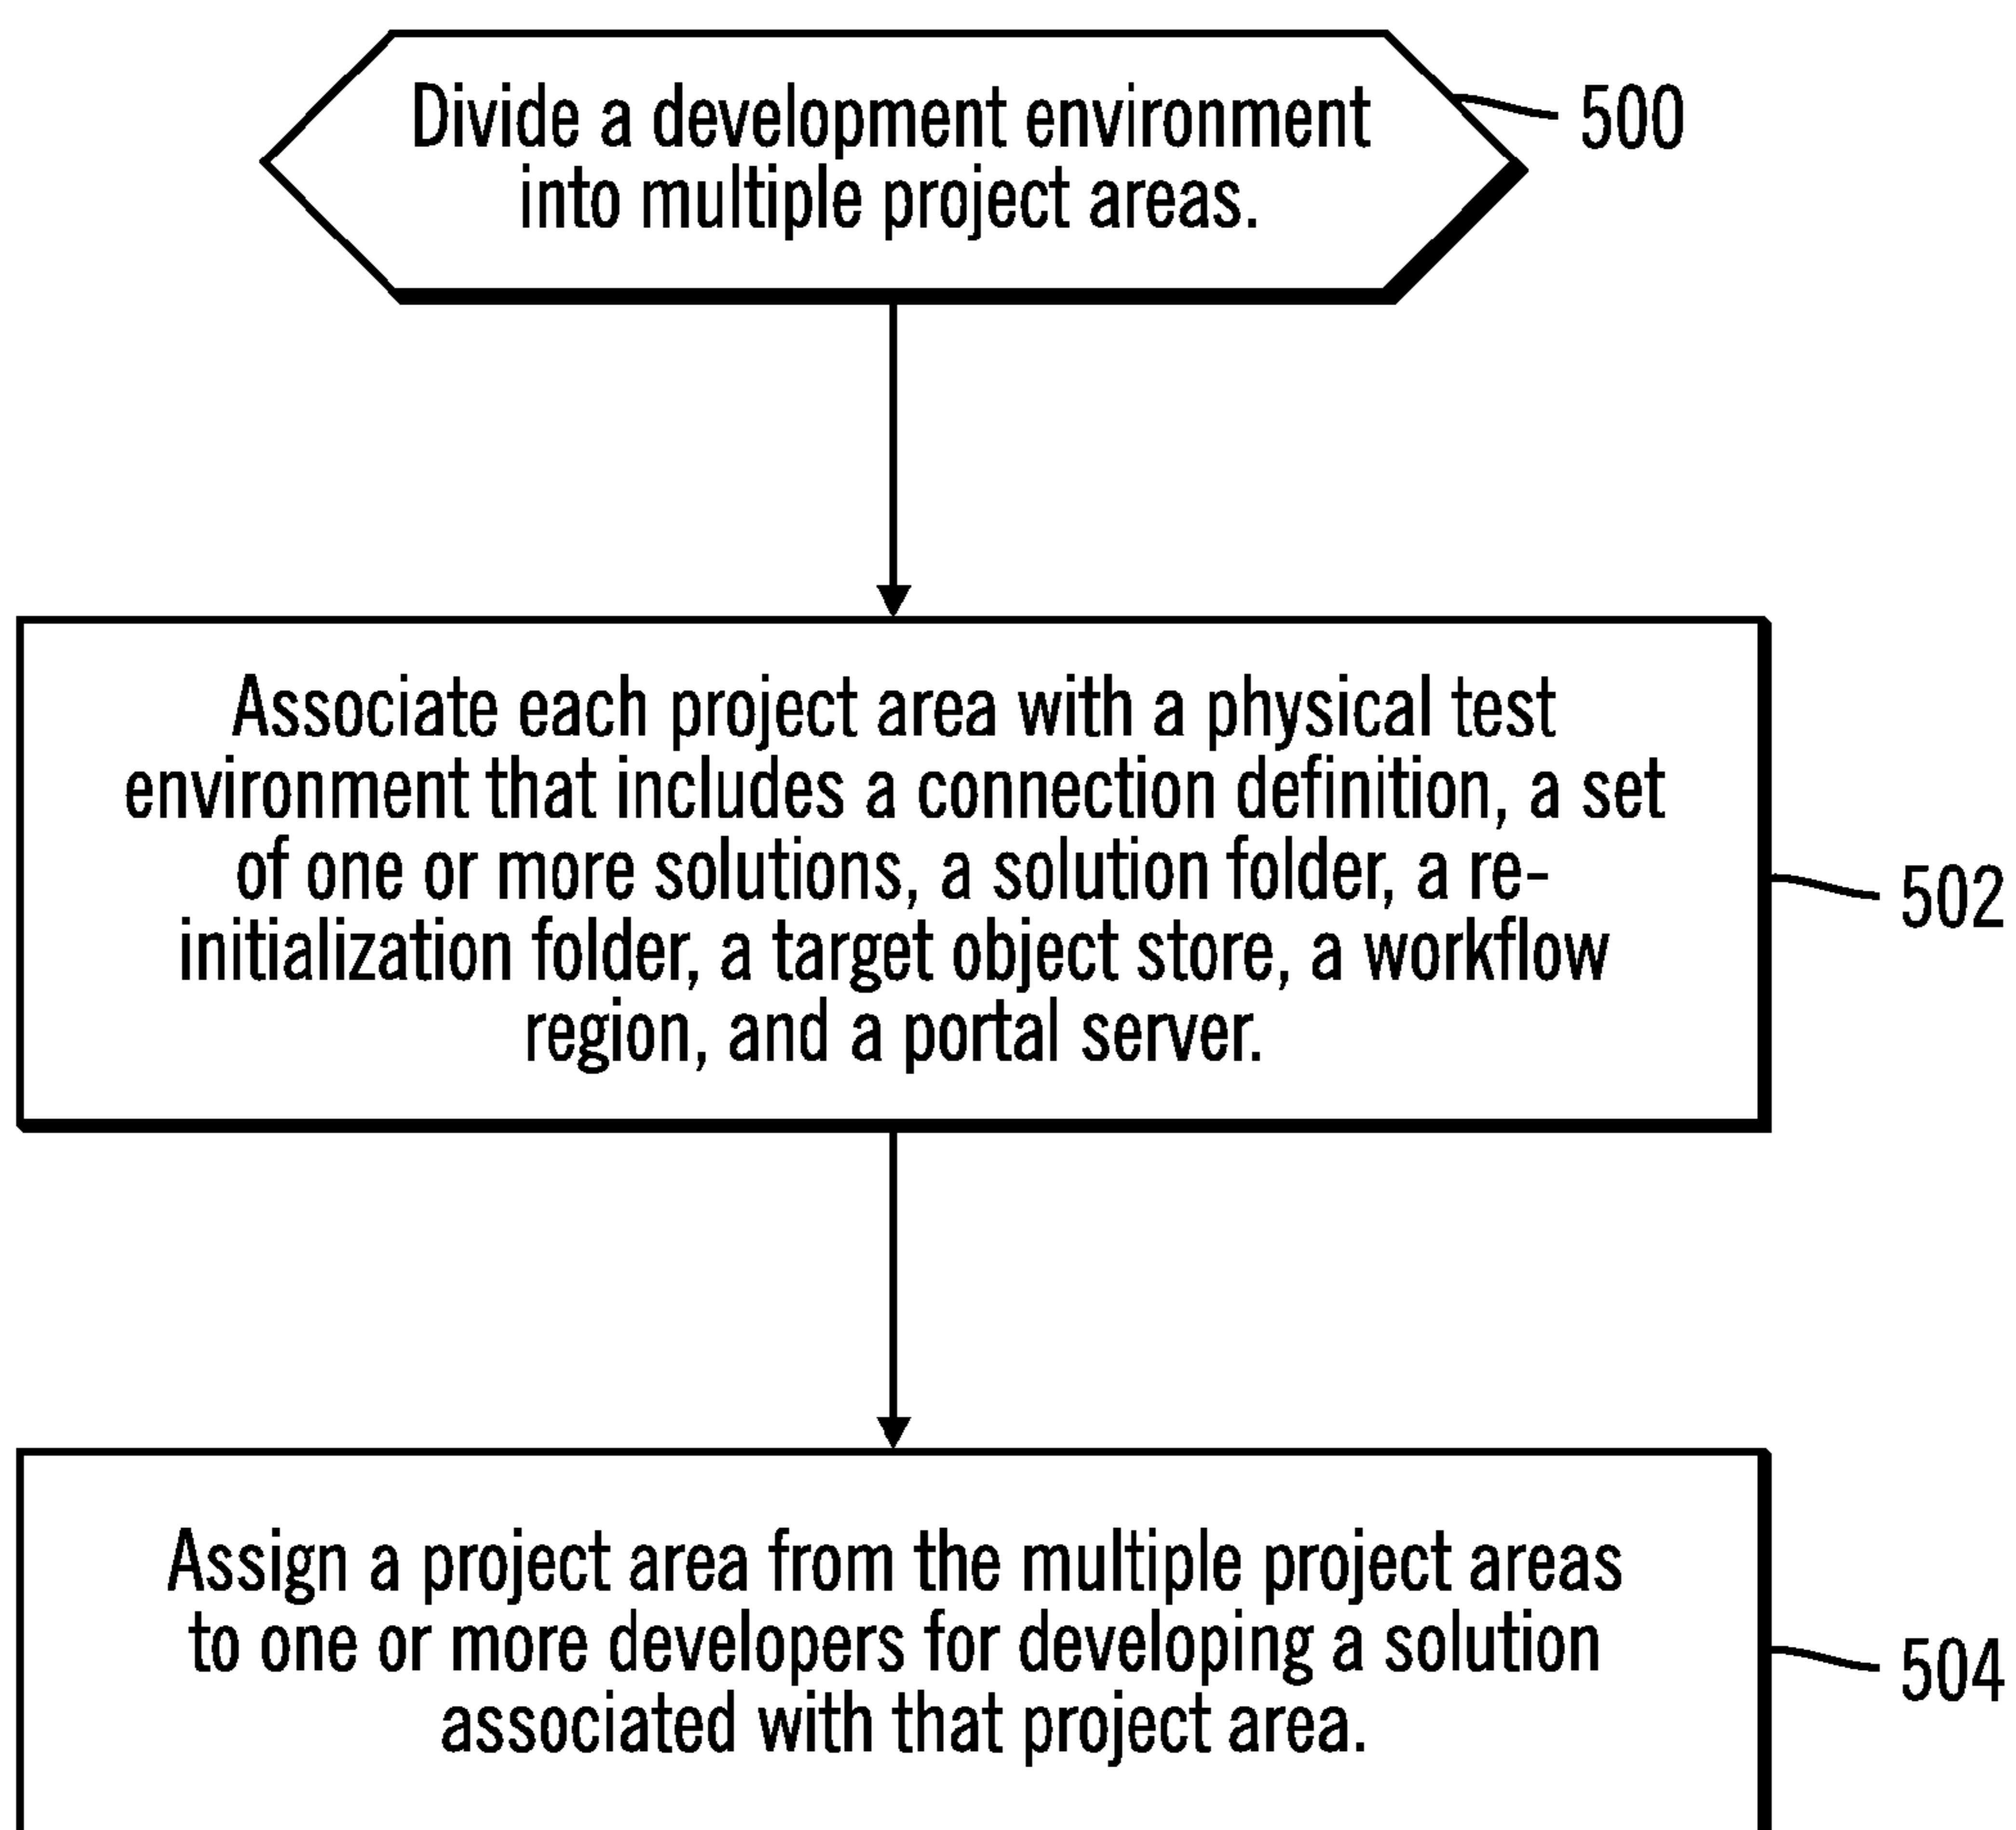 Divide a development environment
into multiple project areas.
500
Associate each project area with a physical test
environment that includes a connection definition, a set
of one or more solutions, a solution folder, a re-
initialization folder, a target object store, a workflow
region, and a portal server.
502
Assign a project area from the multiple project areas
to one or more developers for developing a solution
associated with that project area.
504